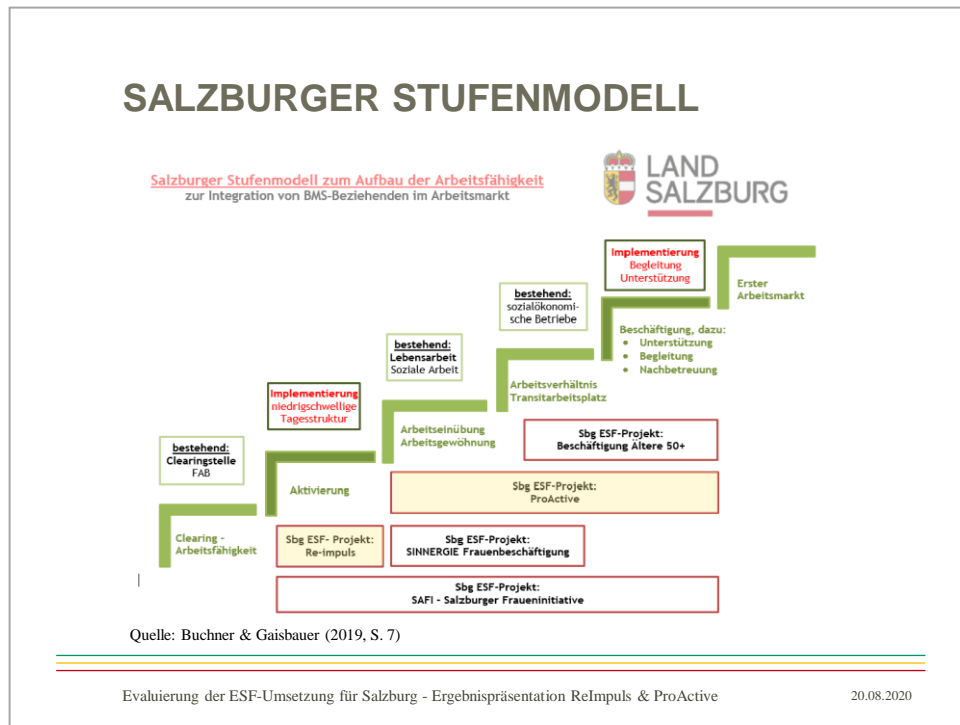 SALZBURGER STUFENMODELL
Salzburger Stufenmodell zum Aufbau der Arbeitsfähigkeit
zur Integration von BMS-Beziehenden im Arbeitsmarkt
LAND
SALZBURG
Implementierung
Begleitung
Unterstützung
Erster
Arbeitsmarkt
bestehend:
sozialökonomi-
sche Betriebe
Beschäftigung, dazu:
• Unterstützung
• Begleitung
• Nachbetreuung
bestehend:
Lebensarbeit
Soziale Arbeit
Arbeitsverhältnis
Transitarbeitsplatz
Implementierung
niedrigschwellige
Tagesstruktur
Arbeitseinübung
Arbeitsgewöhnung
Sbg ESF-Projekt:
Beschäftigung Ältere 50+
bestehend:
Clearingstelle
FAB
Aktivierung
Sbg ESF-Projekt:
ProActive
Clearing –
Arbeitsfähigkeit
Sbg ESF- Projekt:
Re-impuls
Sbg ESF-Projekt:
SINNERGIE Frauenbeschäftigung
Sbg ESF-Projekt:
SAFI - Salzburger Fraueninitiative
Quelle: Buchner & Gaisbauer (2019, S. 7)
Evaluierung der ESF-Umsetzung für Salzburg - Ergebnispräsentation ReImpuls & ProActive
20.08.2020